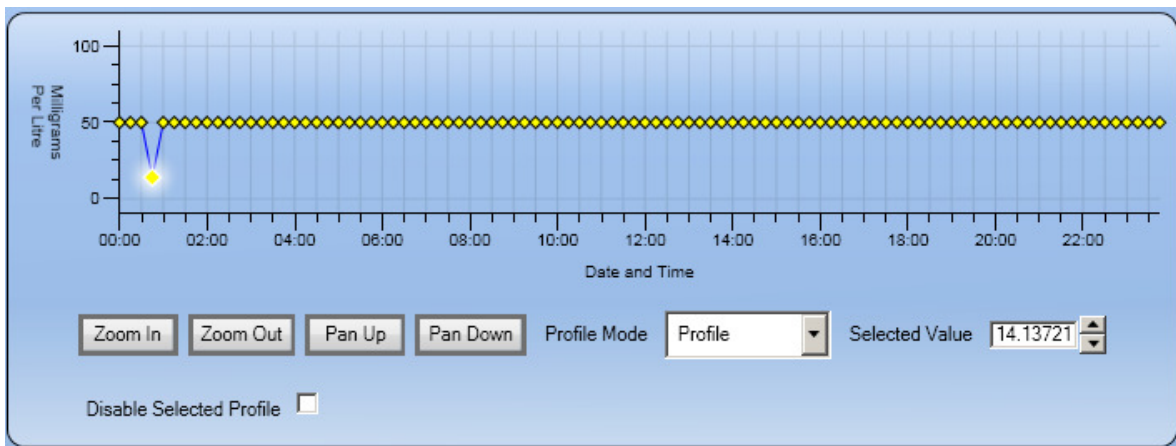 100
50
0
Milligrams
Per Litre
00:00 02:00 04:00 06:00 08:00 10:00 12:00 14:00 16:00 18:00 20:00 22:00
Date and Time
Zoom In Zoom Out Pan Up Pan Down Profile Mode Profile Selected Value 14.13721
Disable Selected Profile